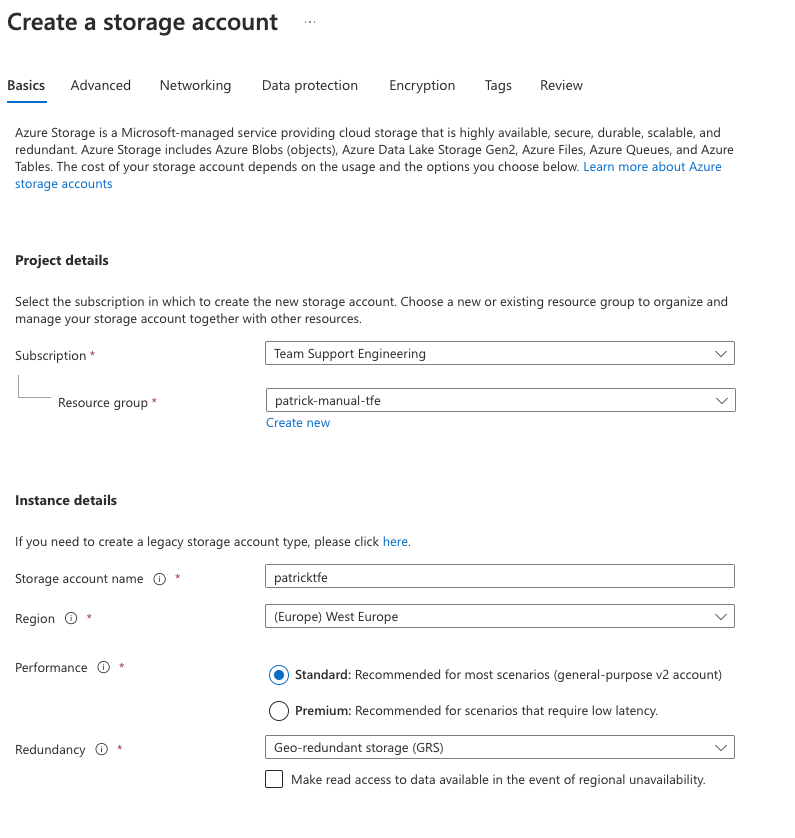 Create a storage account ...
Basics Advanced Networking Data protection Encryption Tags Review
Azure Storage is a Microsoft-managed service providing cloud storage that is highly available, secure, durable, scalable, and
redundant. Azure Storage includes Azure Blobs (objects), Azure Data Lake Storage Gen2, Azure Files, Azure Queues, and Azure
Tables. The cost of your storage account depends on the usage and the options you choose below. Learn more about Azure
storage accounts
Project details
Select the subscription in which to create the new storage account. Choose a new or existing resource group to organize and
manage your storage account together with other resources.
Subscription * Team Support Engineering
Resource group * patrick-manual-tfe
Create new
Instance details
If you need to create a legacy storage account type, please click here.
Storage account name * patricktfe
Region * (Europe) West Europe
Performance * Standard: Recommended for most scenarios (general-purpose v2 account)
Premium: Recommended for scenarios that require low latency.
Redundancy * Geo-redundant storage (GRS)
Make read access to data available in the event of regional unavailability.